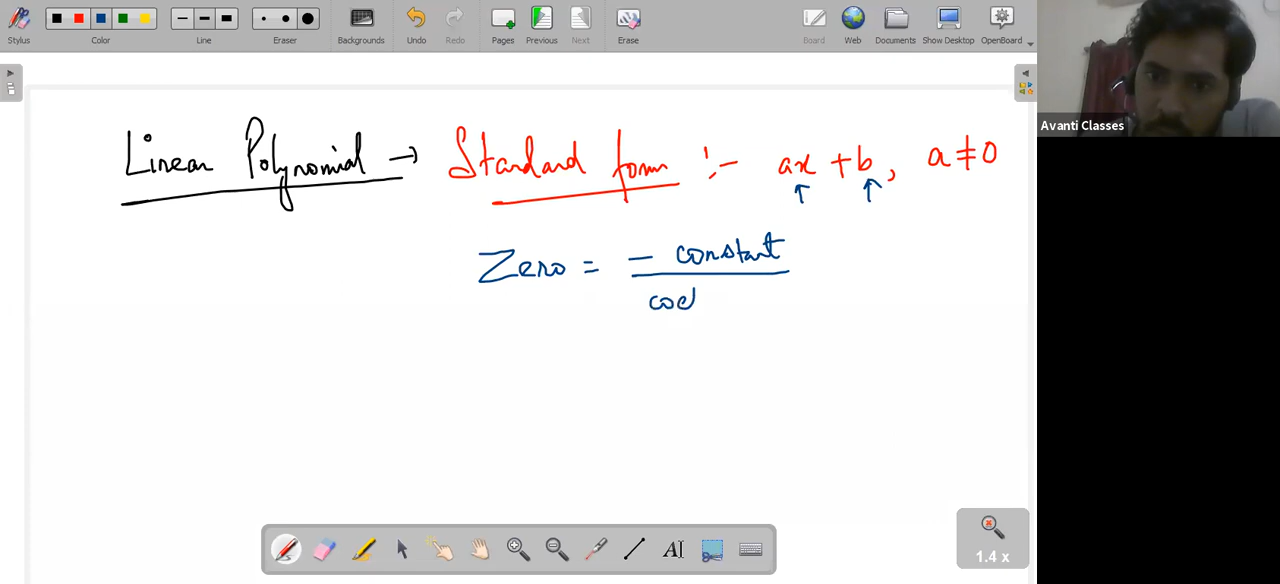 Stylus Color Line Eraser Backgrounds Undo Redo Pages Previous Next Erase Board Web Documents Show Desktop OpenBoard
Avanti Classes
Linear Polynomial → Standard form :- ax + b, a ≠ 0
↑ ↑
Zero = - constant
coe
1.4 x